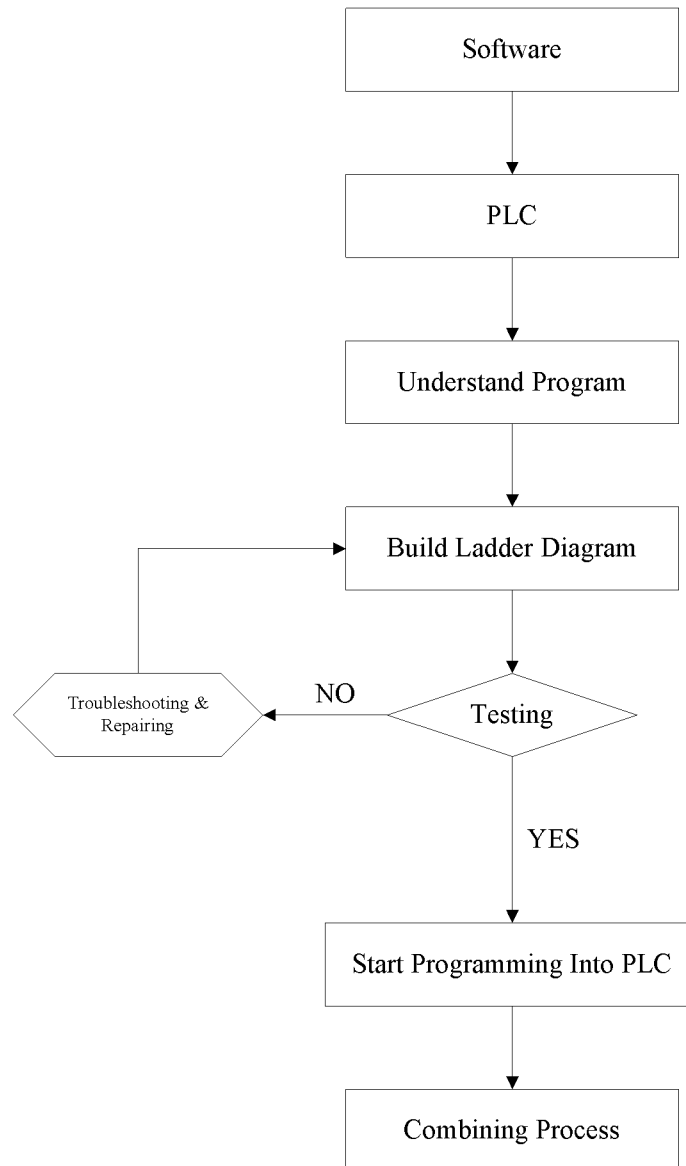 Software
PLC
Understand Program
Build Ladder Diagram
Troubleshooting &
Repairing
NO
Testing
YES
Start Programming Into PLC
Combining Process